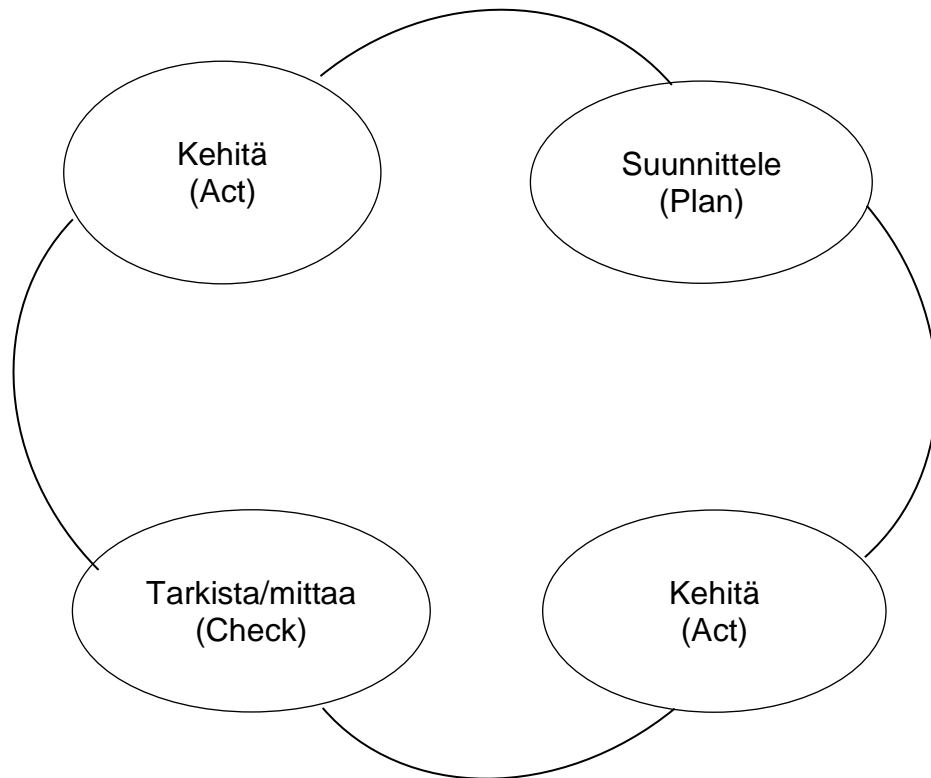 Kehitä
(Act)
Suunnittele
(Plan)
Tarkista/mittaa
(Check)
Kehitä
(Act)